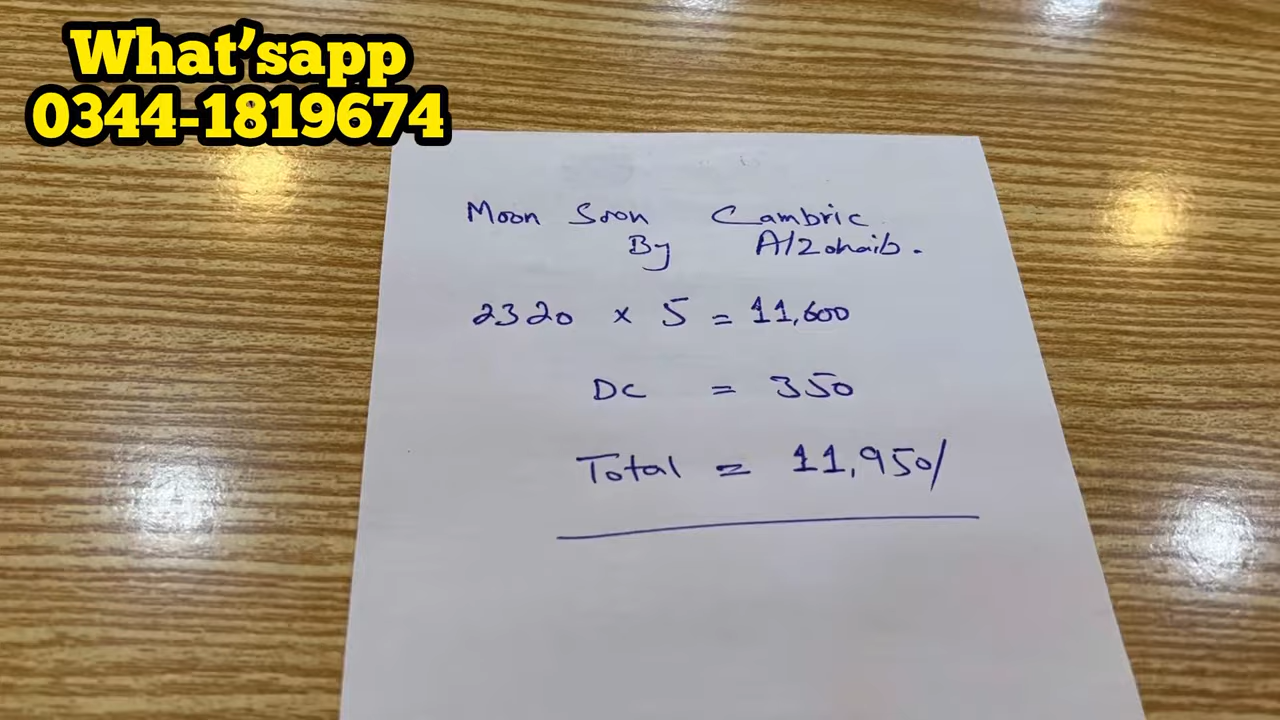 What'sapp
0344-1819674
Moon Soon Cambric
By Alzohaib.
2320 × 5 = 11,600
DC = 350
Total = 11,950/